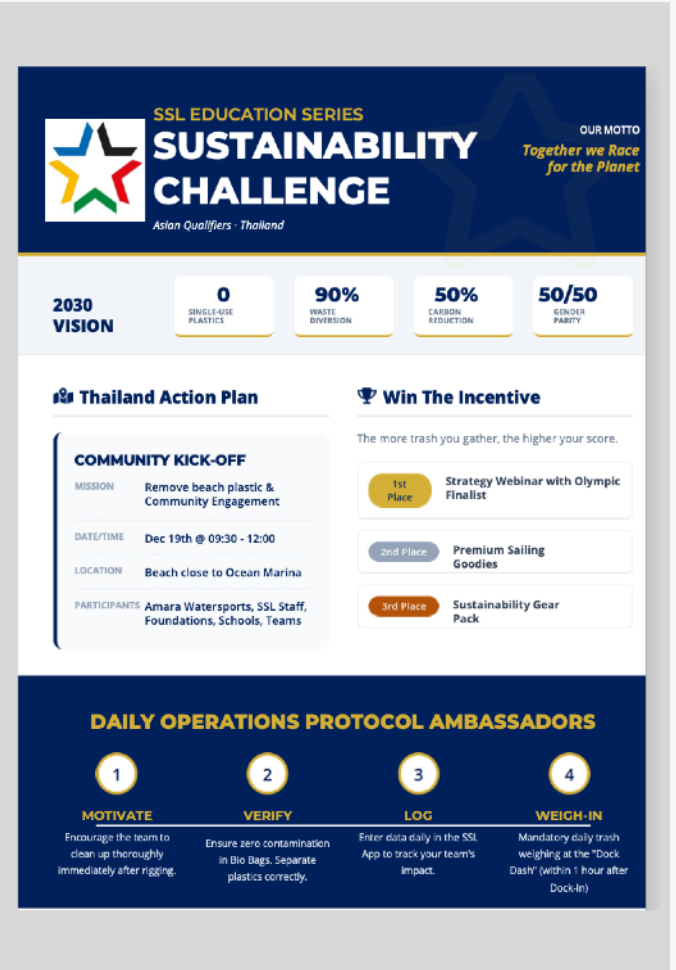 SSL EDUCATION SERIES
SUSTAINABILITY
CHALLENGE
Asian Qualifiers · Thailand
OUR MOTTO
Together we Race
for the Planet
2030
VISION
0
SINGLE-USE
PLASTICS
90%
WASTE
DIVERSION
50%
CARBON
REDUCTION
50/50
GENDER
PARITY
Thailand Action Plan
COMMUNITY KICK-OFF
MISSION
Remove beach plastic &
Community Engagement
DATE/TIME
Dec 19th @ 09:30 - 12:00
LOCATION
Beach close to Ocean Marina
PARTICIPANTS
Amara Watersports, SSL Staff,
Foundations, Schools, Teams
Win The Incentive
The more trash you gather, the higher your score.
1st
Place
Strategy Webinar with Olympic
Finalist
2nd Place
Premium Sailing
Goodies
3rd Place
Sustainability Gear
Pack
DAILY OPERATIONS PROTOCOL AMBASSADORS
1
MOTIVATE
Encourage the team to
clean up thoroughly
immediately after rigging.
2
VERIFY
Ensure zero contamination
in Bio Bags. Separate
plastics correctly.
3
LOG
Enter data daily in the SSL
App to track your team's
impact.
4
WEIGH-IN
Mandatory daily trash
weighing at the "Dock
Dash" (within 1 hour after
Dock-In)